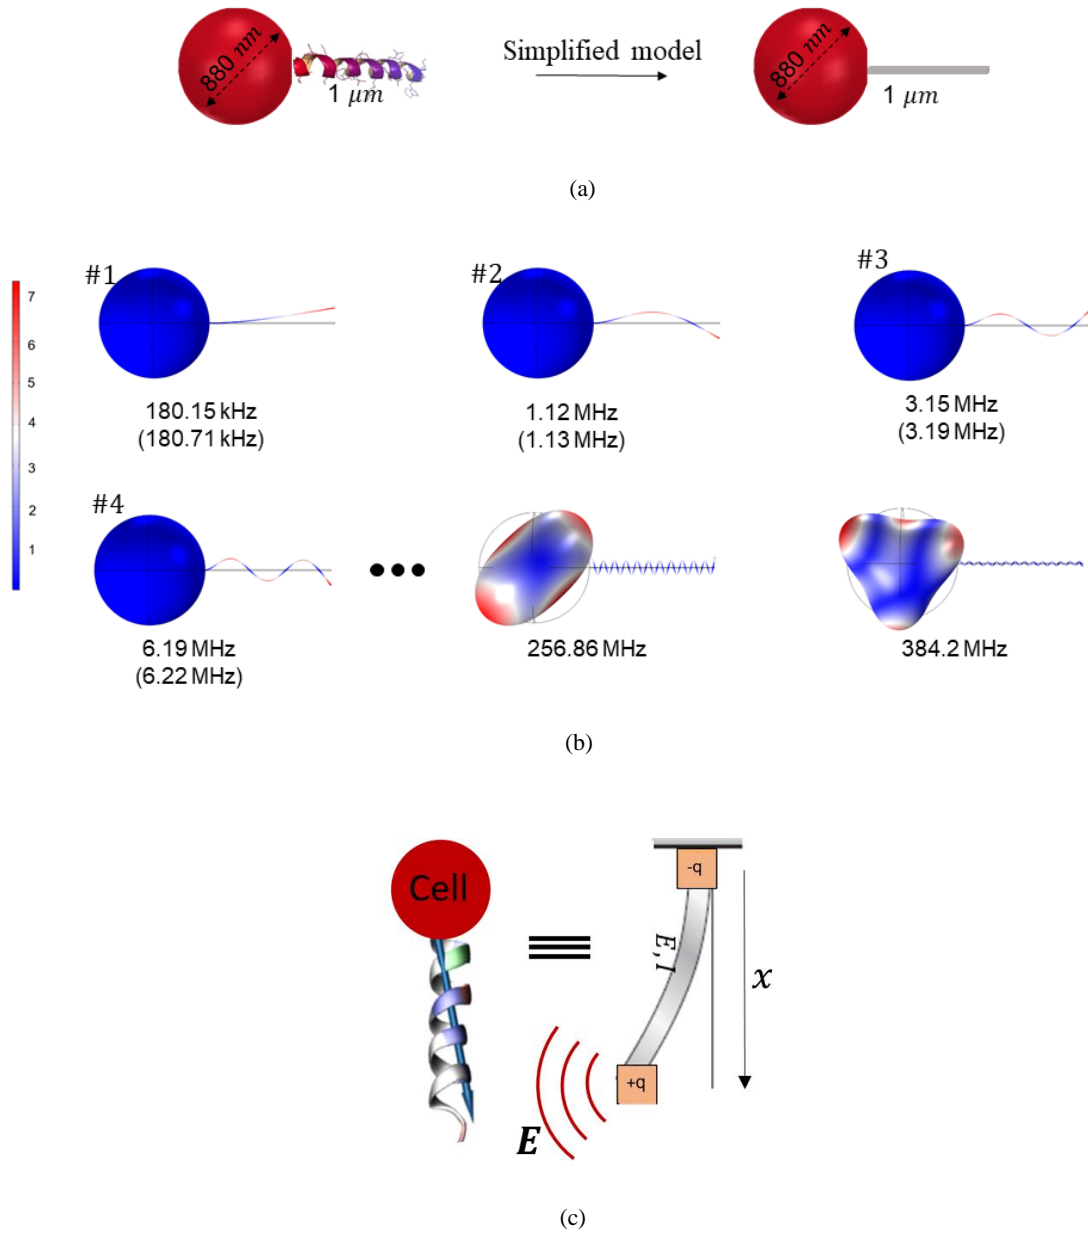 880 nm
1 μm
Simplified model
880 nm
1 μm
(a)
#1
#2
#3
7
6
5
4
3
2
1
180.15 kHz
(180.71 kHz)
1.12 MHz
(1.13 MHz)
3.15 MHz
(3.19 MHz)
#4
6.19 MHz
(6.22 MHz)
256.86 MHz
384.2 MHz
(b)
Cell
-q
E, I
x
+q
E
(c)